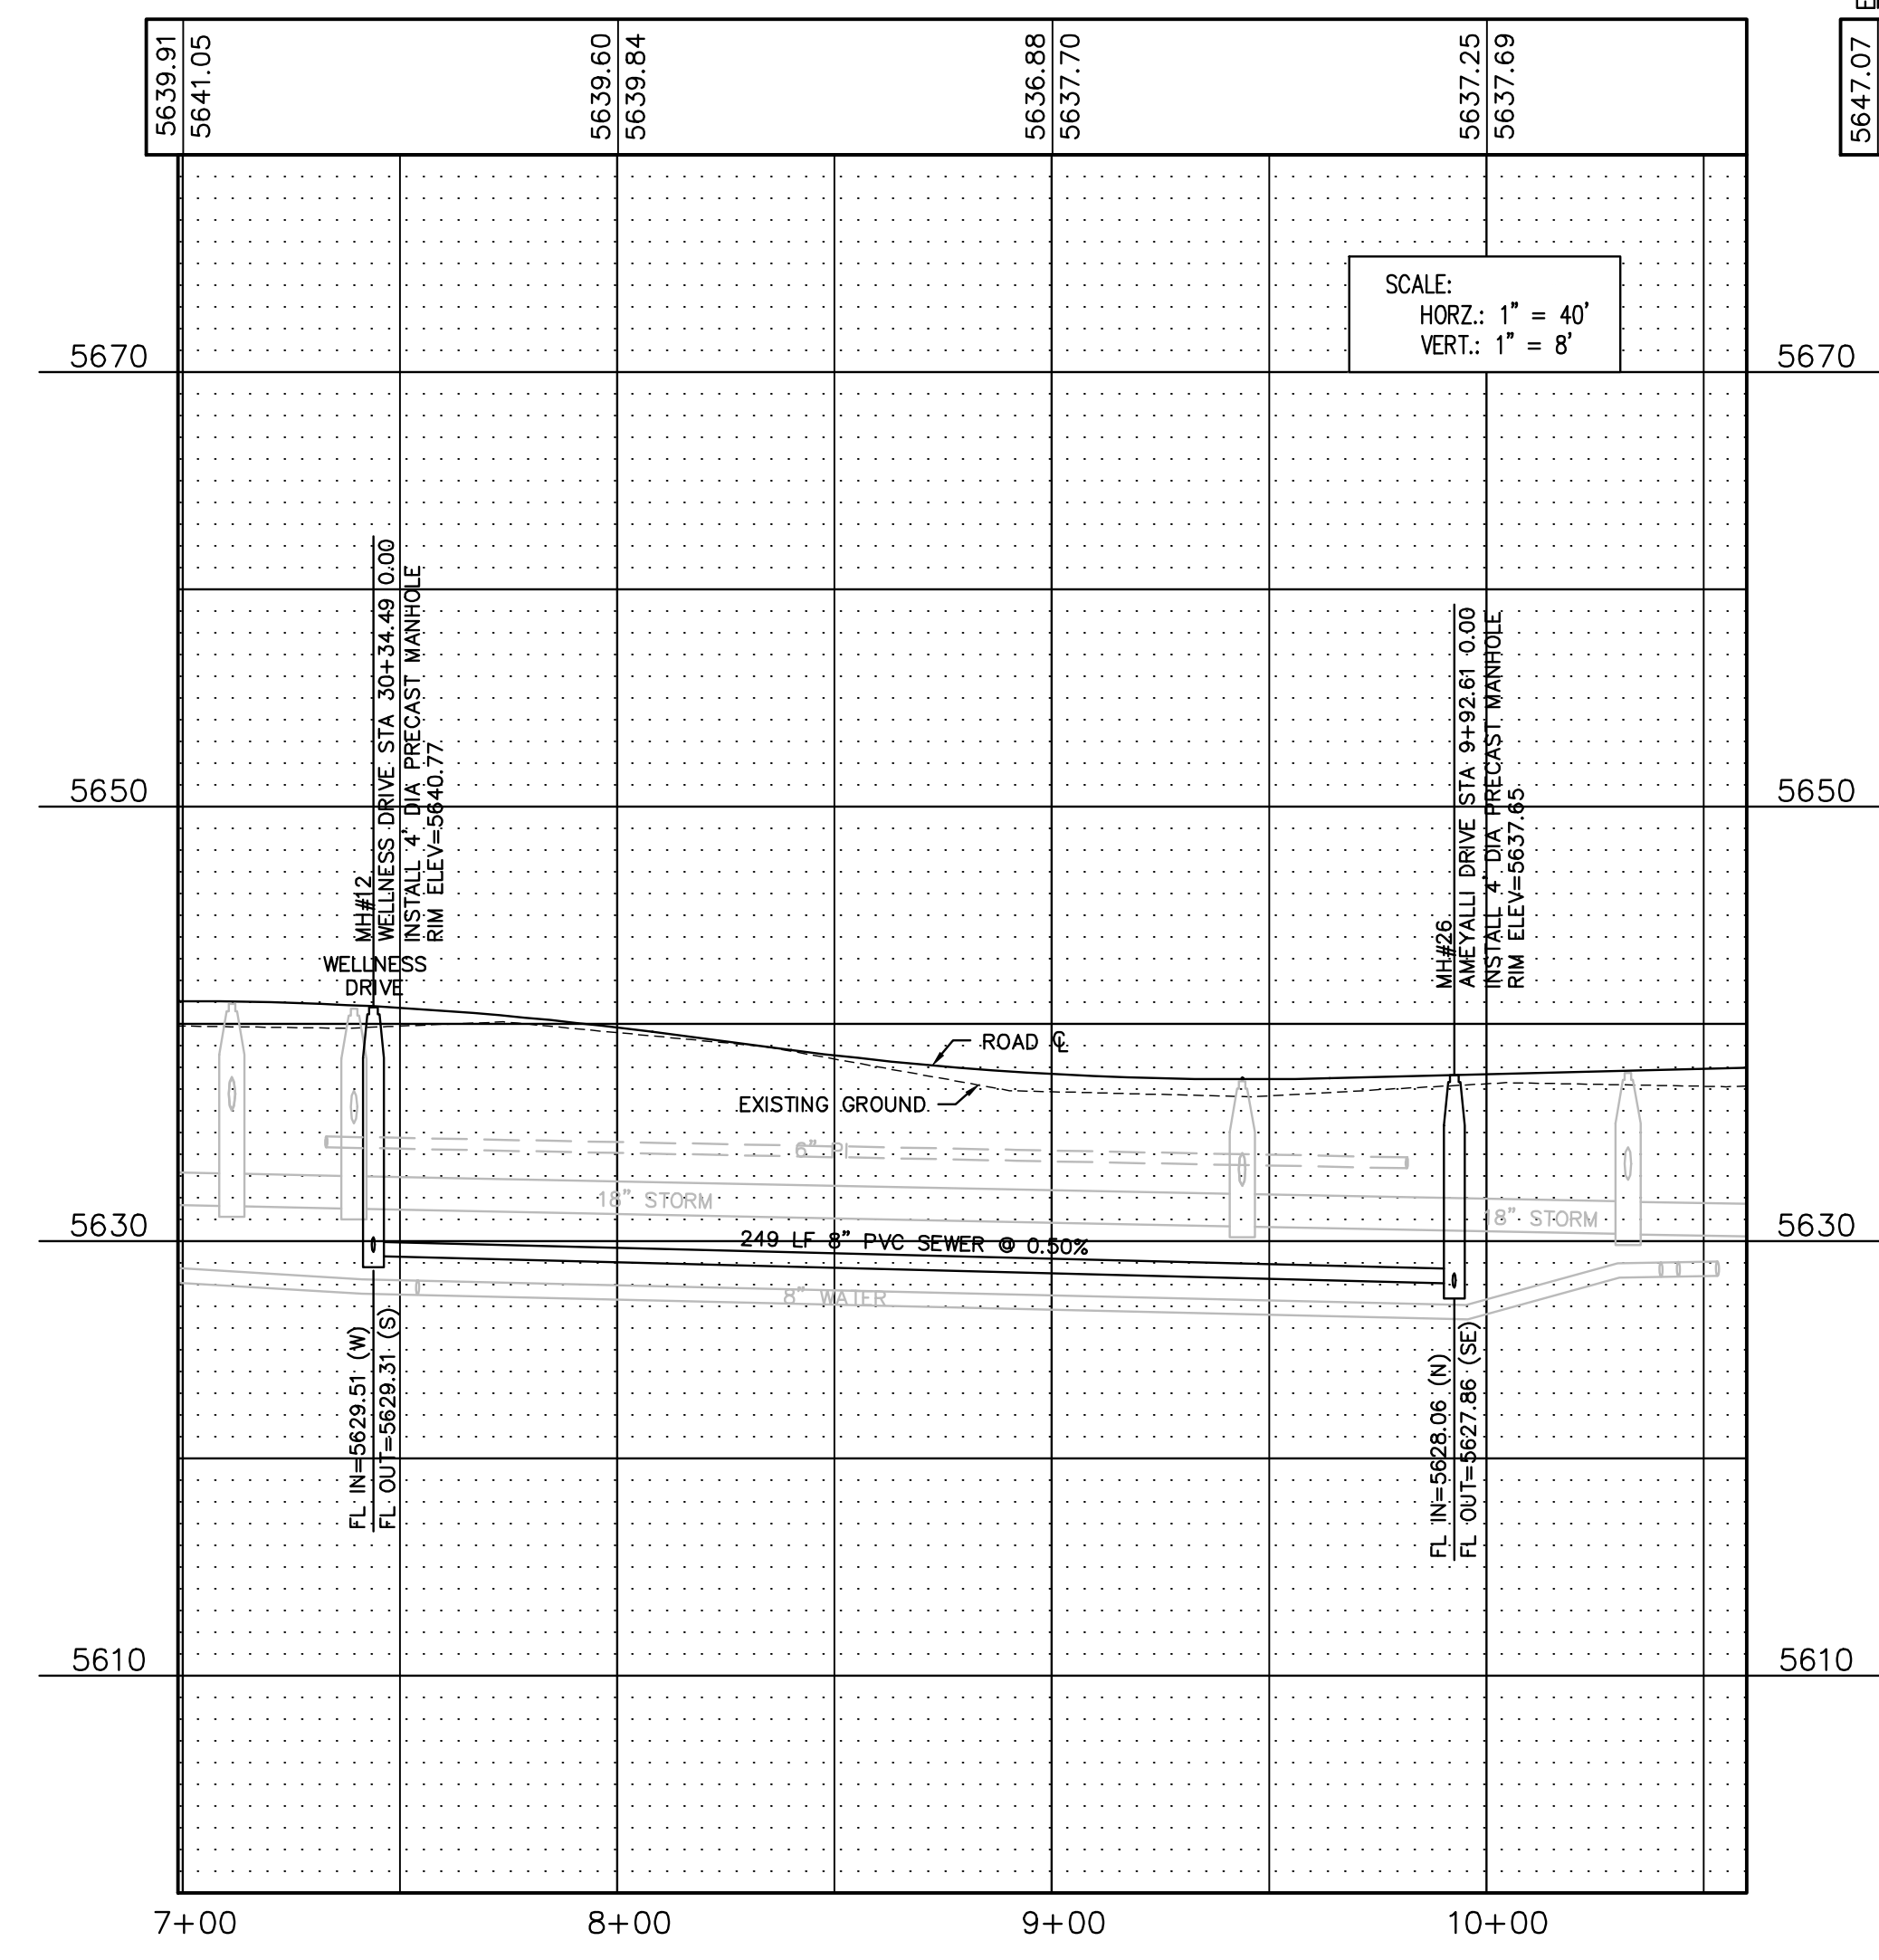 5639.91
5641.05
5639.60
5639.84
5636.88
5637.70
5637.25
5637.69
5647.07
SCALE:
HORZ.: 1" = 40'
VERT.: 1" = 8'
5670
5670
5650
5650
5630
5630
5610
5610
MH#12
WELLNESS DRIVE STA 30+34.49 0.00
INSTALL 4' DIA PRECAST MANHOLE
RIM ELEV=5640.77
WELLNESS
DRIVE
MH#26
AMEYALLI DRIVE STA 9+92.61 0.00
INSTALL 4' DIA PRECAST MANHOLE
RIM ELEV=5637.65
ROAD ℄
EXISTING GROUND
6" PI
18" STORM
18" STORM
249 LF 8" PVC SEWER @ 0.50%
8" WATER
FL IN=5629.51 (W)
FL OUT=5629.31 (S)
FL IN=5628.06 (N)
FL OUT=5627.86 (SE)
7+00
8+00
9+00
10+00